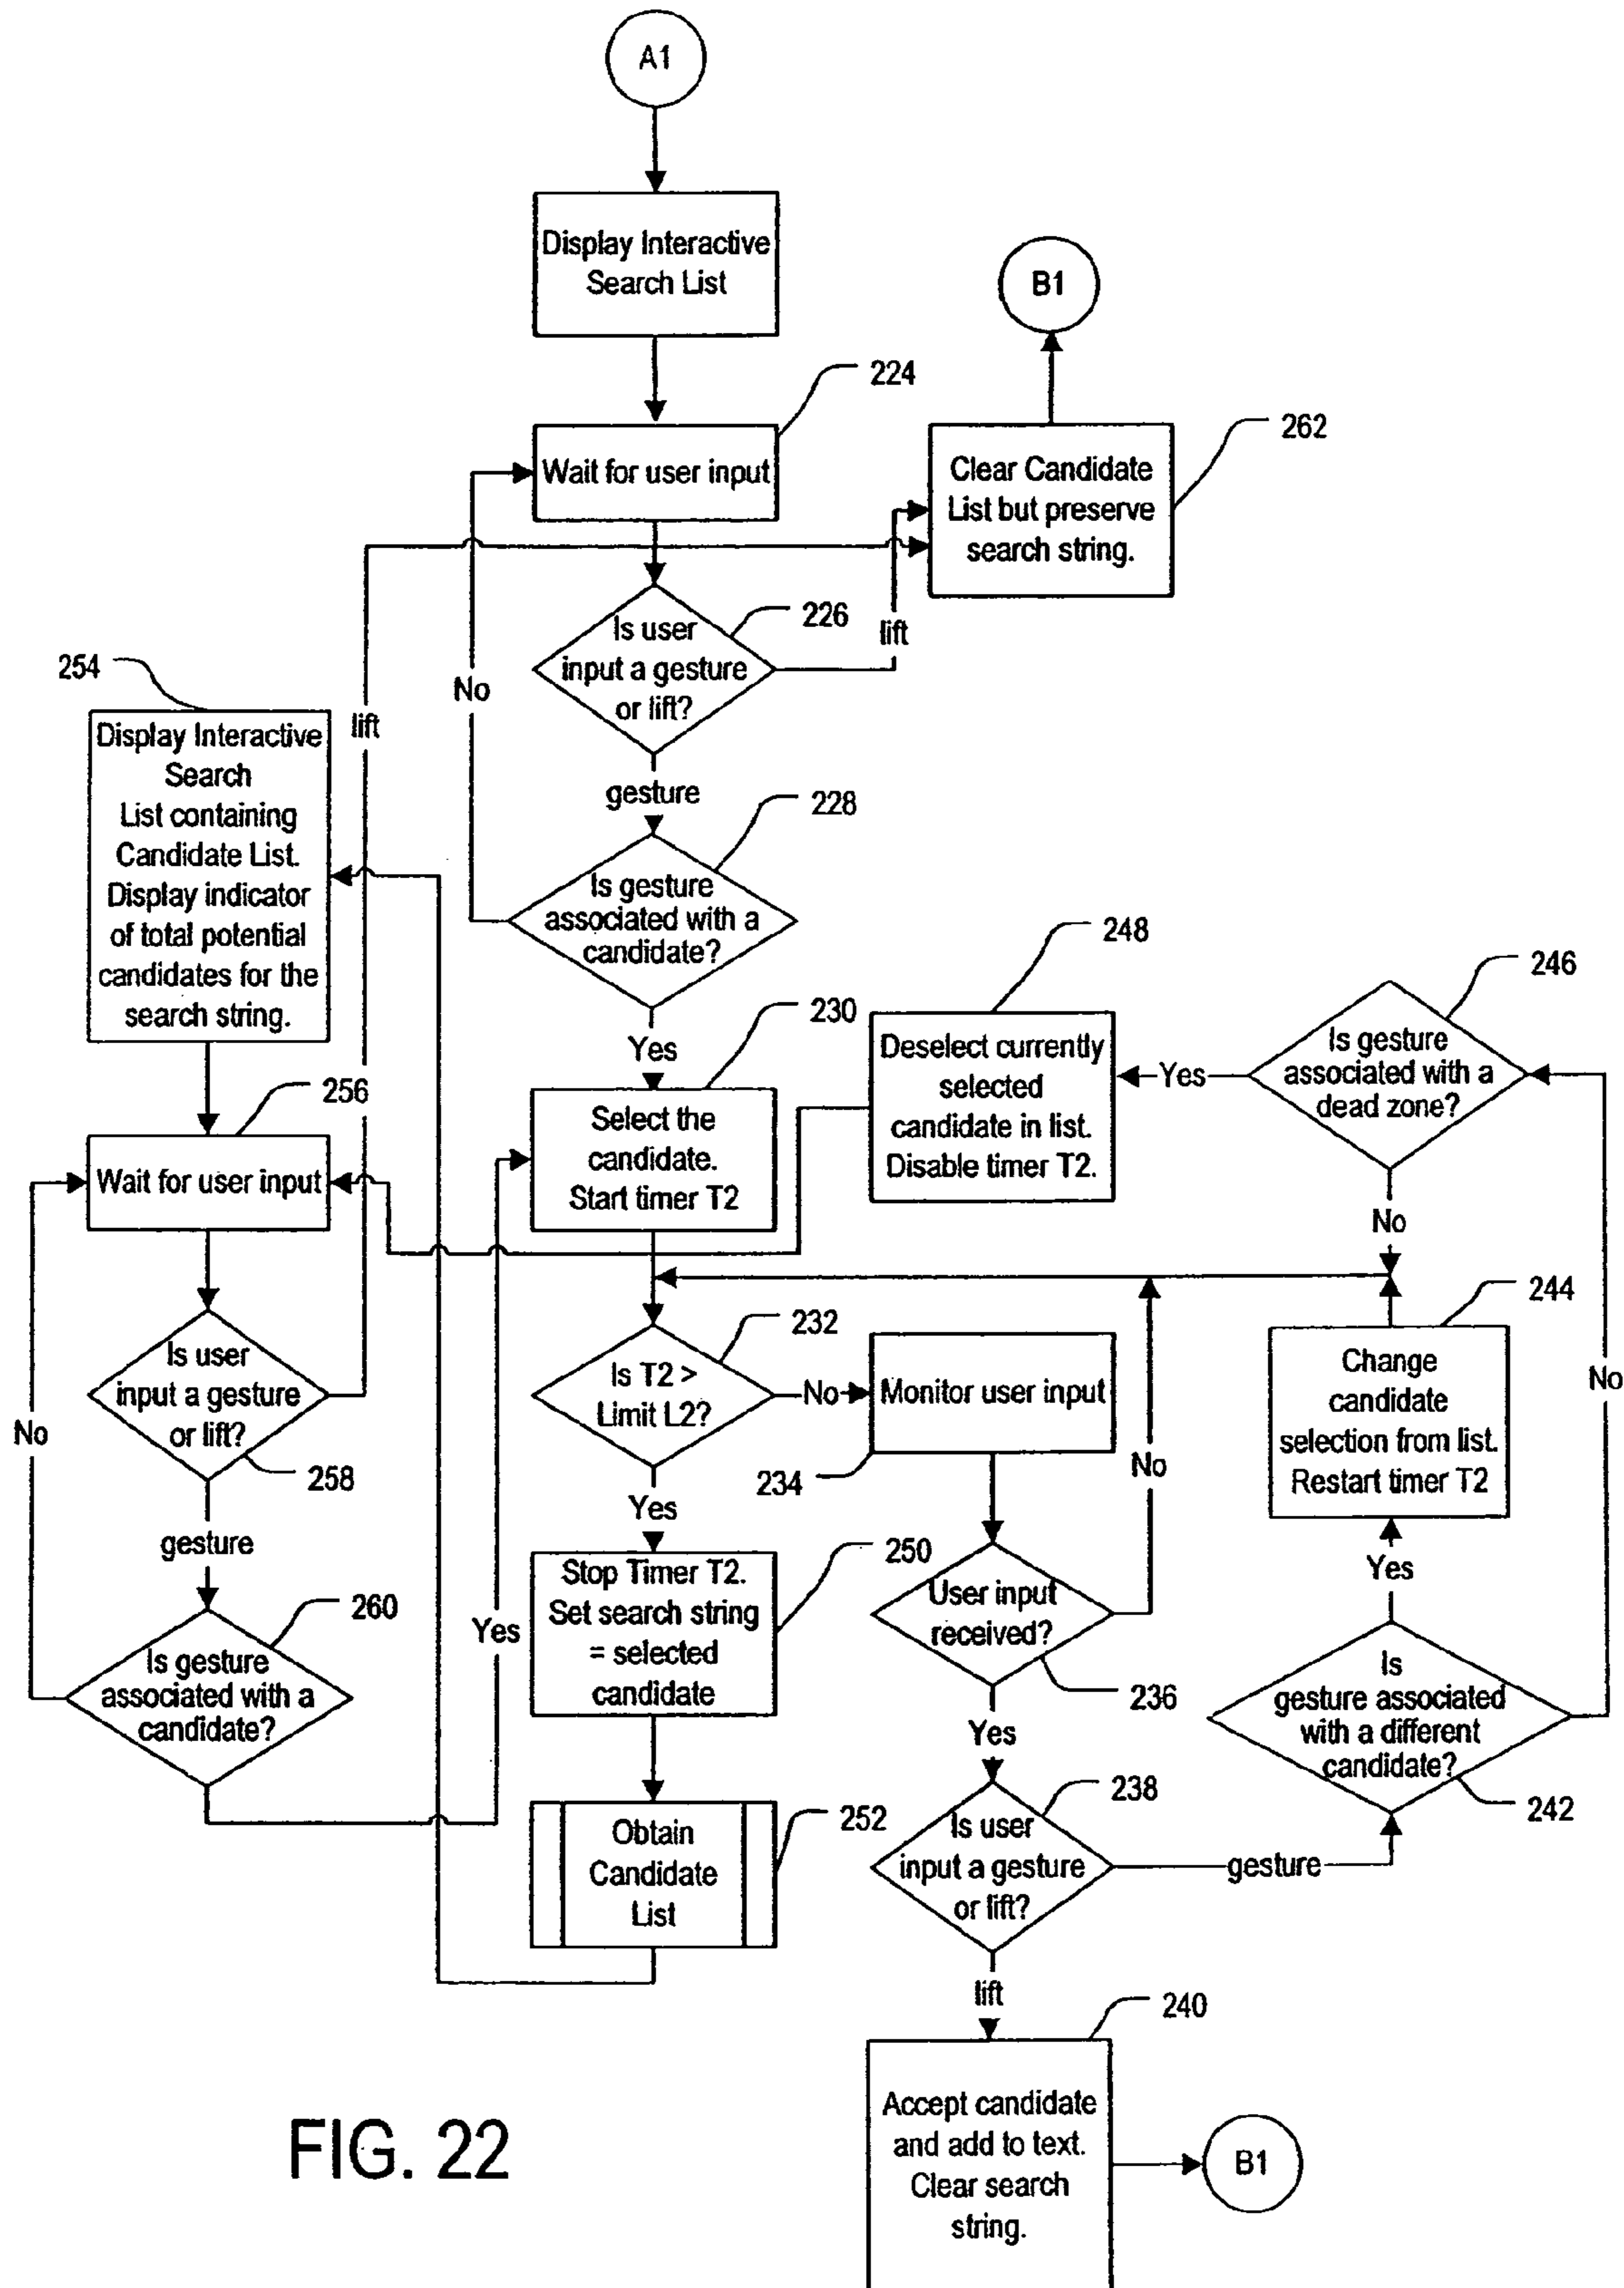 A1
Display Interactive
Search List
B1
224
Wait for user input
262
Clear Candidate
List but preserve
search string.
226
Is user
input a gesture
or lift?
lift
No
lift
gesture
254
Display Interactive
Search
List containing
Candidate List.
Display indicator
of total potential
candidates for the
search string.
228
Is gesture
associated with a
candidate?
Yes
230
Select the
candidate.
Start timer T2
248
Deselect currently
selected
candidate in list.
Disable timer T2.
Yes
246
Is gesture
associated with a
dead zone?
No
256
Wait for user input
Is user
input a gesture
or lift?
258
No
gesture
260
Is gesture
associated with a
candidate?
Yes
232
Is T2 >
Limit L2?
No
Yes
Monitor user input
234
No
244
Change
candidate
selection from list.
Restart timer T2
No
Yes
250
Stop Timer T2.
Set search string
= selected
candidate
User input
received?
236
Yes
Is
gesture associated
with a different
candidate?
242
252
Obtain
Candidate
List
238
Is user
input a gesture
or lift?
gesture
lift
240
Accept candidate
and add to text.
Clear search
string.
B1
FIG. 22